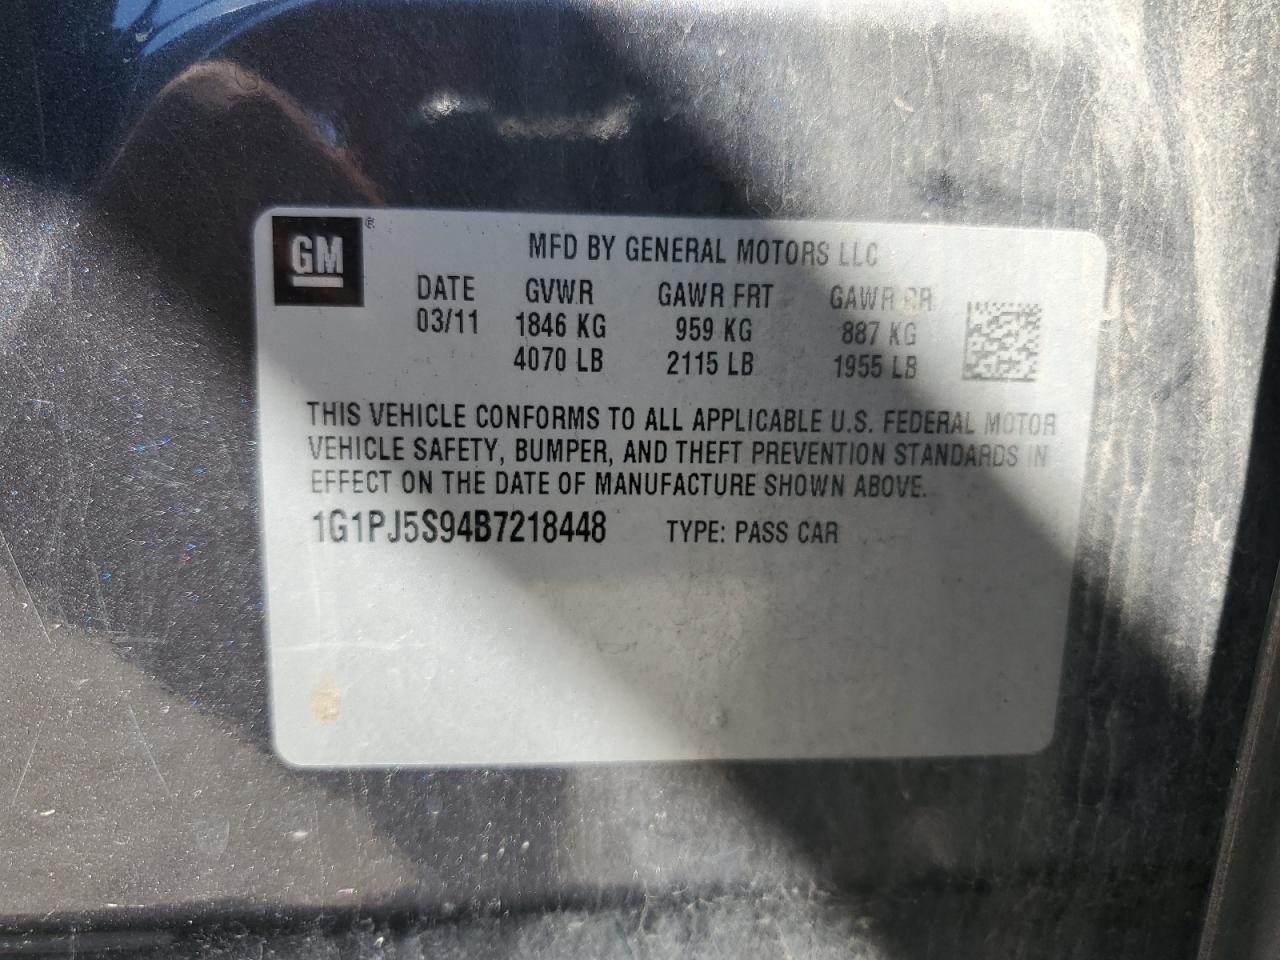 GM®
MFD BY GENERAL MOTORS LLC
DATE GVWR GAWR FRT GAWR RR
03/11 1846 KG 959 KG 887 KG
4070 LB 2115 LB 1955 LB
THIS VEHICLE CONFORMS TO ALL APPLICABLE U.S. FEDERAL MOTOR
VEHICLE SAFETY, BUMPER, AND THEFT PREVENTION STANDARDS IN
EFFECT ON THE DATE OF MANUFACTURE SHOWN ABOVE.
1G1PJ5S94B7218448 TYPE: PASS CAR